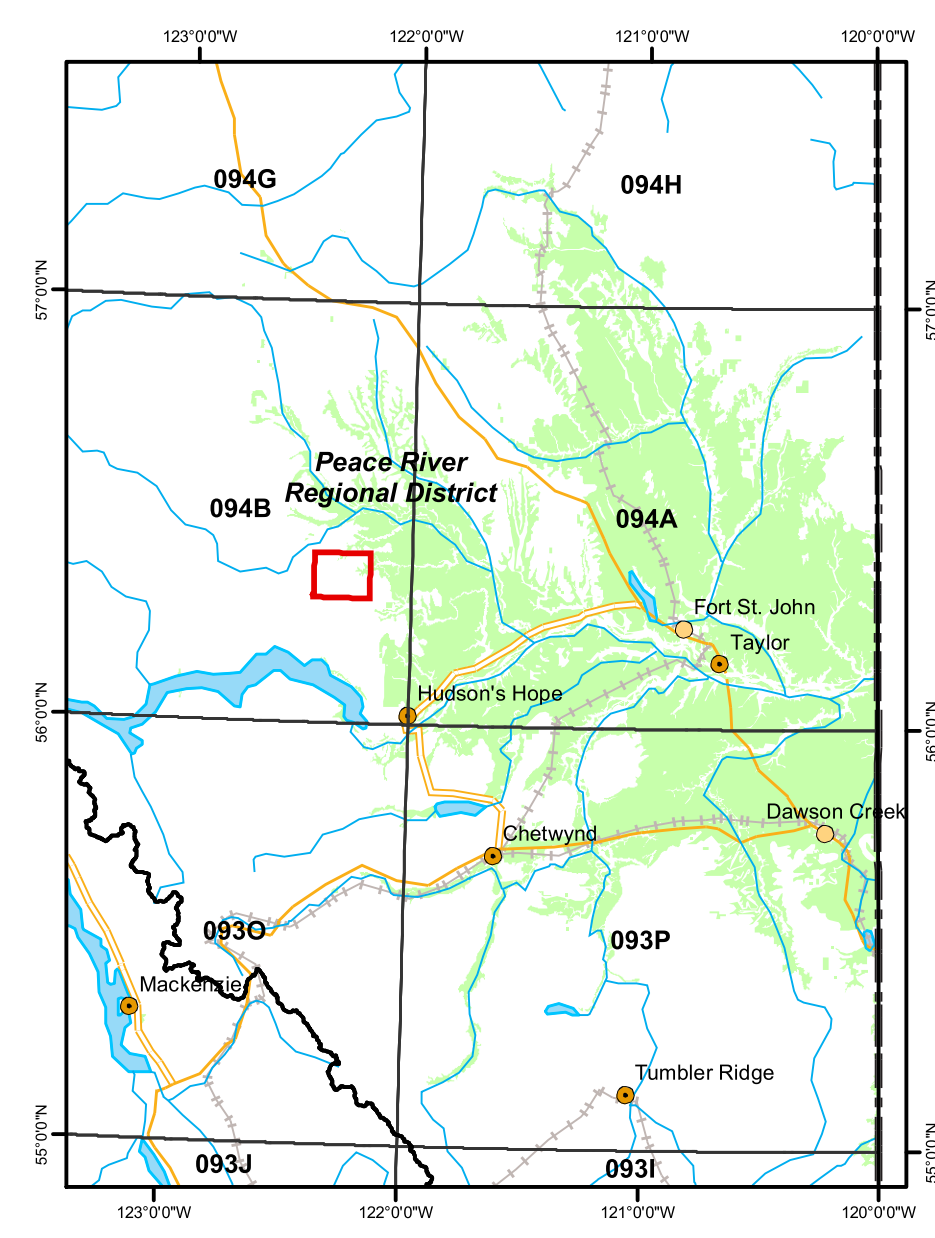 123°0'0"W
122°0'0"W
121°0'0"W
120°0'0"W
094G
094H
57°0'0"N
57°0'0"N
Peace River
Regional District
094B
094A
Fort St. John
Taylor
Hudson's Hope
56°0'0"N
56°0'0"N
Dawson Creek
Chetwynd
093O
093P
Mackenzie
Tumbler Ridge
55°0'0"N
55°0'0"N
093J
093I
123°0'0"W
122°0'0"W
121°0'0"W
120°0'0"W